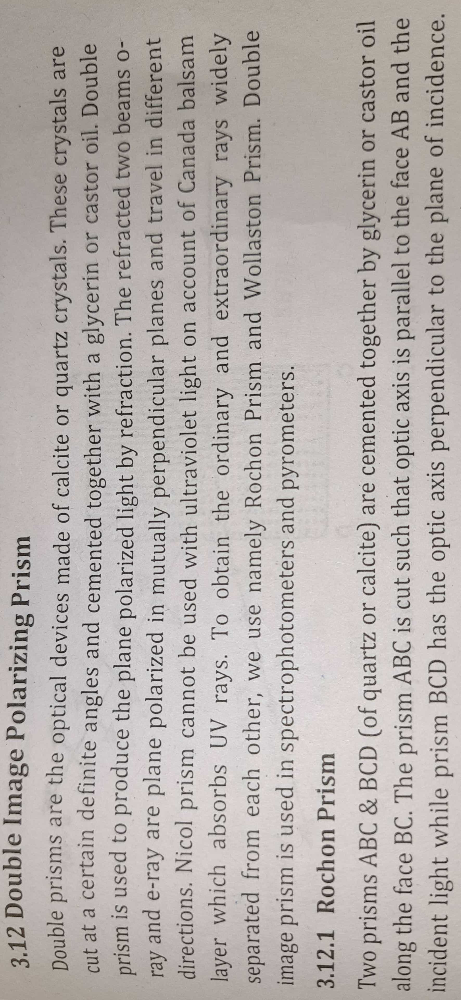 3.12 Double Image Polarizing Prism
Double prisms are the optical devices made of calcite or quartz crystals. These crystals are
cut at a certain definite angles and cemented together with a glycerin or castor oil. Double
prism is used to produce the plane polarized light by refraction. The refracted two beams o-
ray and e-ray are plane polarized in mutually perpendicular planes and travel in different
directions. Nicol prism cannot be used with ultraviolet light on account of Canada balsam
layer which absorbs UV rays. To obtain the ordinary and extraordinary rays widely
separated from each other, we use namely Rochon Prism and Wollaston Prism. Double
image prism is used in spectrophotometers and pyrometers.
3.12.1 Rochon Prism
Two prisms ABC & BCD (of quartz or calcite) are cemented together by glycerin or castor oil
along the face BC. The prism ABC is cut such that optic axis is parallel to the face AB and the
incident light while prism BCD has the optic axis perpendicular to the plane of incidence.